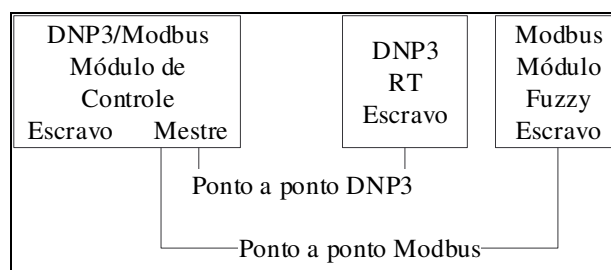 DNP3/Modbus
Módulo de
Controle
Escravo Mestre
DNP3
RT
Escravo
Modbus
Módulo
Fuzzy
Escravo
Ponto a ponto DNP3
Ponto a ponto Modbus